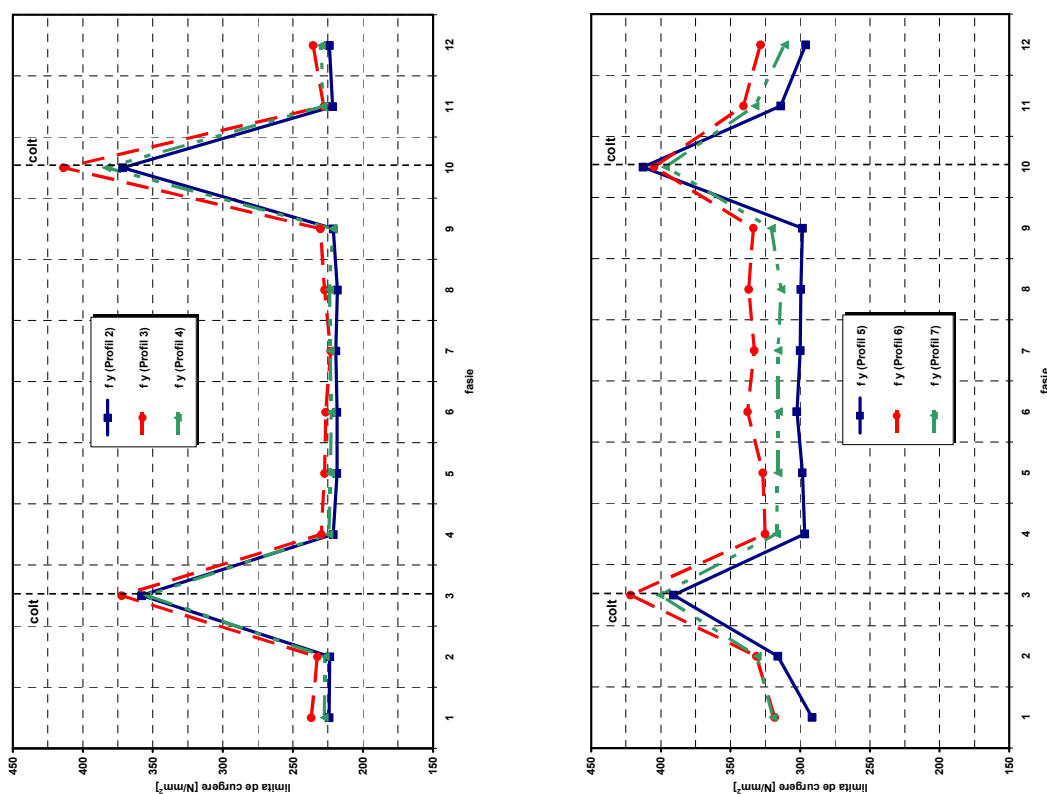 450
400
350
300
250
200
150
limita de curgere [N/mm²]
1
2
3
4
5
6
7
8
9
10
11
12
fasie
colt
colt
f y (Profil 2)
f y (Profil 3)
f y (Profil 4)
450
400
350
300
250
200
150
limita de curgere [N/mm²]
1
2
3
4
5
6
7
8
9
10
11
12
fasie
colt
colt
f y (Profil 5)
f y (Profil 6)
f y (Profil 7)